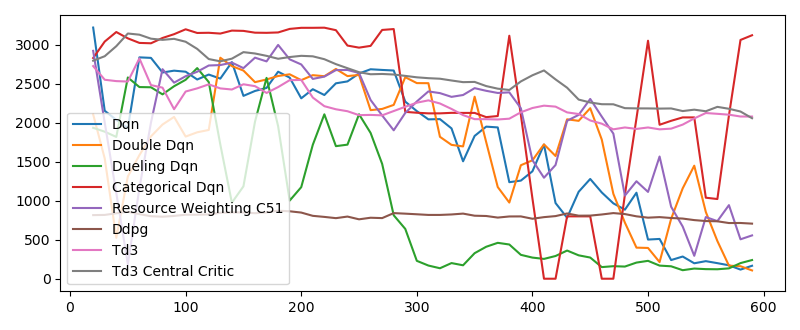 3000
2500
2000
1500
1000
500
0
Dqn
Double Dqn
Dueling Dqn
Categorical Dqn
Resource Weighting C51
Ddpg
Td3
Td3 Central Critic
0 100 200 300 400 500 600